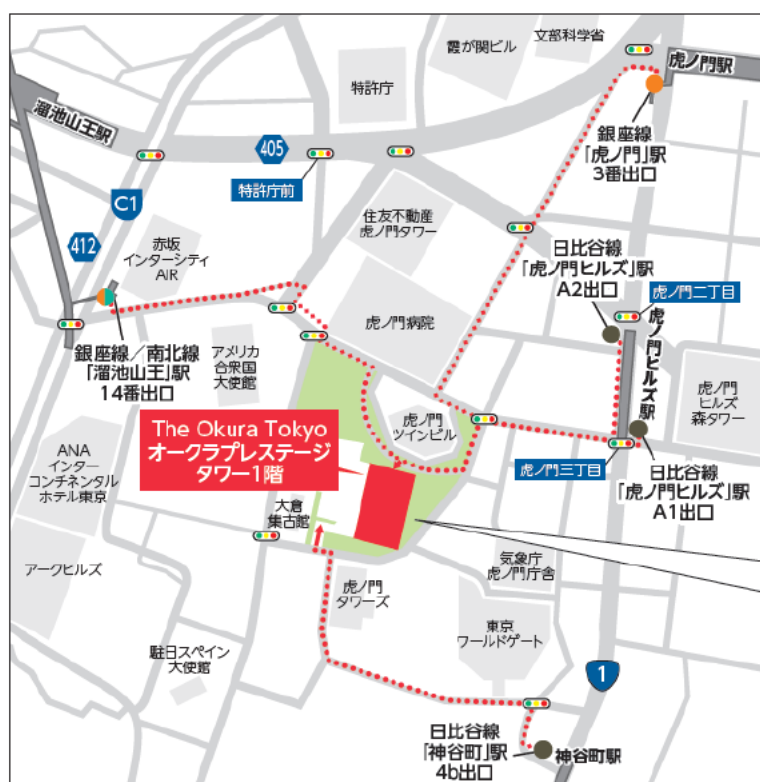 霞が関ビル
文部科学省
虎ノ門駅
特許庁
溜池山王駅
銀座線
「虎ノ門」駅
3番出口
405
特許庁前
C1
412
赤坂
インターシティ
AIR
住友不動産
虎ノ門タワー
日比谷線
「虎ノ門ヒルズ」駅
A2出口
虎ノ門二丁目
虎ノ門病院
虎ノ門ヒルズ駅
銀座線/南北線
「溜池山王」駅
14番出口
アメリカ
合衆国
大使館
虎ノ門
ヒルズ
森タワー
虎ノ門
ツインビル
The Okura Tokyo
オークラプレステージ
タワー1階
ANA
インター
コンチネンタル
ホテル東京
虎ノ門三丁目
日比谷線
「虎ノ門ヒルズ」駅
A1出口
大倉
集古館
アークヒルズ
気象庁
虎ノ門庁舎
虎ノ門
タワーズ
東京
ワールドゲート
駐日スペイン
大使館
1
日比谷線
「神谷町」駅
4b出口
神谷町駅